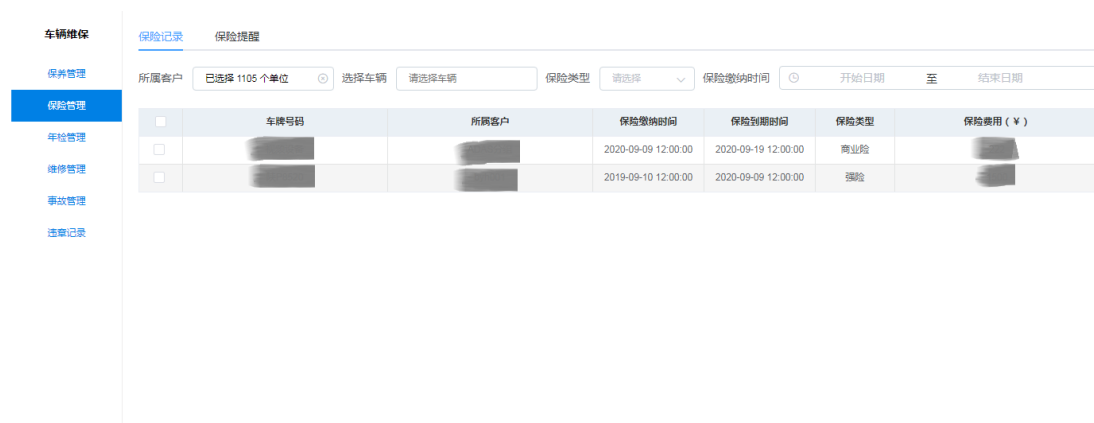 车辆维保
保养管理
保险管理
年检管理
维修管理
事故管理
违章记录
保险记录 保险提醒
所属客户 已选择 1105 个单位 选择车辆 请选择车辆 保险类型 请选择 保险缴纳时间 开始日期 至 结束日期
车牌号码 所属客户 保险缴纳时间 保险到期时间 保险类型 保险费用 ( ¥ )
2020-09-09 12:00:00 2020-09-19 12:00:00 商业险
2019-09-10 12:00:00 2020-09-09 12:00:00 强险